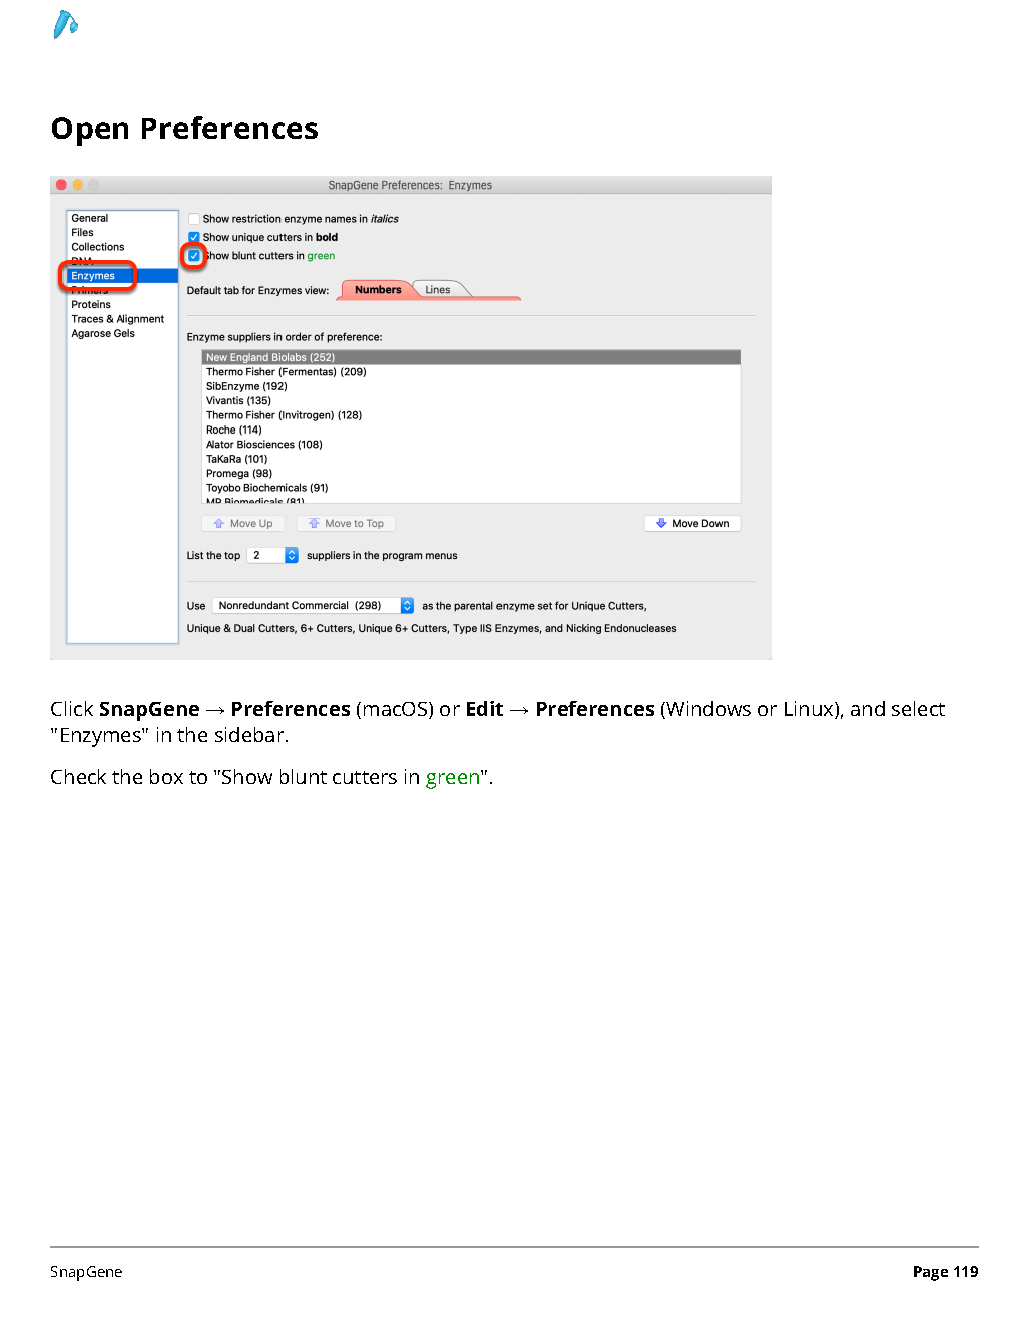 Open Preferences
SnapGene Preferences: Enzymes
General
Files
Collections
DNA
Enzymes
Primers
Proteins
Traces & Alignment
Agarose Gels
Show restriction enzyme names in italics
Show unique cutters in bold
Show blunt cutters in green
Default tab for Enzymes view: Numbers Lines
Enzyme suppliers in order of preference:
New England Biolabs (252)
Thermo Fisher (Fermentas) (209)
SibEnzyme (192)
Vivantis (135)
Thermo Fisher (Invitrogen) (128)
Roche (114)
Alator Biosciences (108)
TaKaRa (101)
Promega (98)
Toyobo Biochemicals (91)
MP Biomedicals (81)
Move Up Move to Top Move Down
List the top 2 suppliers in the program menus
Use Nonredundant Commercial (298) as the parental enzyme set for Unique Cutters,
Unique & Dual Cutters, 6+ Cutters, Unique 6+ Cutters, Type IIS Enzymes, and Nicking Endonucleases
Click SnapGene → Preferences (macOS) or Edit → Preferences (Windows or Linux), and select
"Enzymes" in the sidebar.
Check the box to "Show blunt cutters in green".
SnapGene Page 119